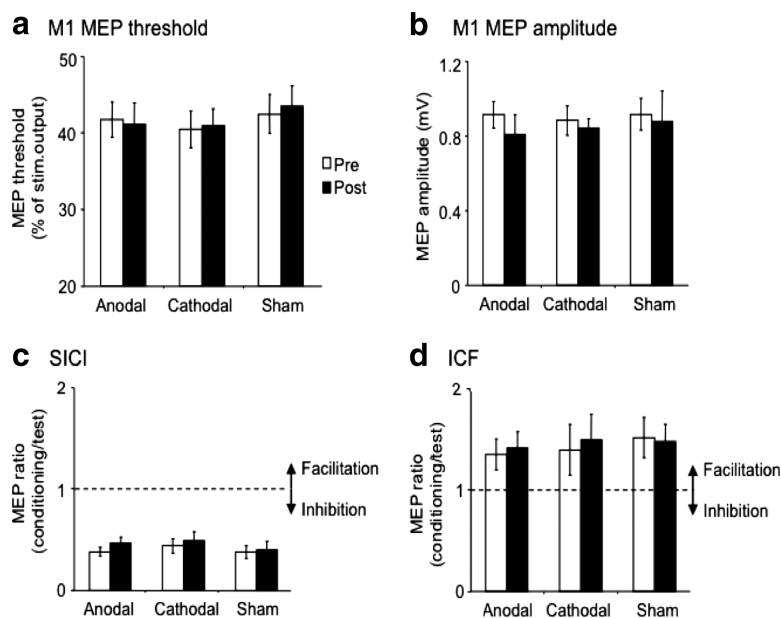 a M1 MEP threshold
MEP threshold
(% of stim.output)
50
40
30
20
Anodal Cathodal Sham
Pre
Post
b M1 MEP amplitude
MEP amplitude (mV)
1.2
0.8
0.4
0
Anodal Cathodal Sham
c SICI
MEP ratio
(conditioning/test)
2
1
0
Facilitation
Inhibition
Anodal Cathodal Sham
d ICF
MEP ratio
(conditioning/test)
2
1
0
Facilitation
Inhibition
Anodal Cathodal Sham